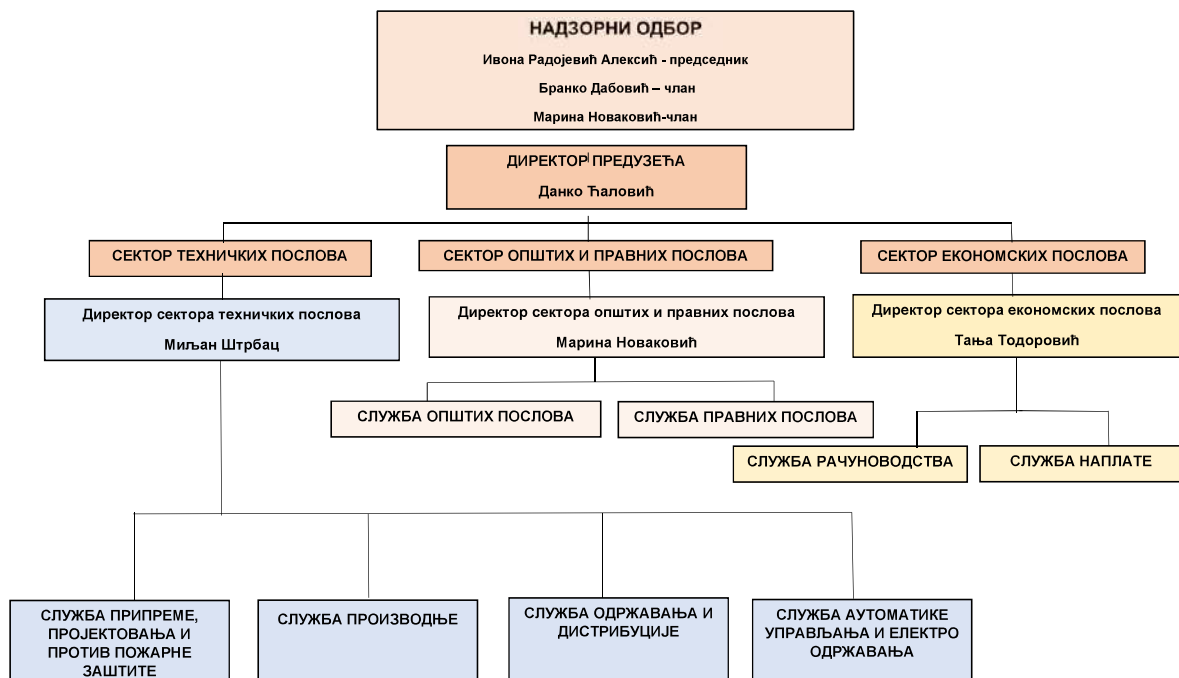 НАДЗОРНИ ОДБОР
Ивона Радојевић Алексић - председник
Бранко Дабовић – члан
Марина Новаковић-члан
ДИРЕКТОР ПРЕДУЗЕЋА
Данко Ћаловић
СЕКТОР ТЕХНИЧКИХ ПОСЛОВА
СЕКТОР ОПШТИХ И ПРАВНИХ ПОСЛОВА
СЕКТОР ЕКОНОМСКИХ ПОСЛОВА
Директор сектора техничких послова
Миљан Штрбац
Директор сектора општих и правних послова
Марина Новаковић
Директор сектора економских послова
Тања Тодоровић
СЛУЖБА ОПШТИХ ПОСЛОВА
СЛУЖБА ПРАВНИХ ПОСЛОВА
СЛУЖБА РАЧУНОВОДСТВА
СЛУЖБА НАПЛАТЕ
СЛУЖБА ПРИПРЕМЕ,
ПРОЈЕКТОВАЊА И
ПРОТИВ ПОЖАРНЕ
ЗАШТИТЕ
СЛУЖБА ПРОИЗВОДЊЕ
СЛУЖБА ОДРЖАВАЊА И
ДИСТРИБУЦИЈЕ
СЛУЖБА АУТОМАТИКЕ
УПРАВЉАЊА И ЕЛЕКТРО
ОДРЖАВАЊА